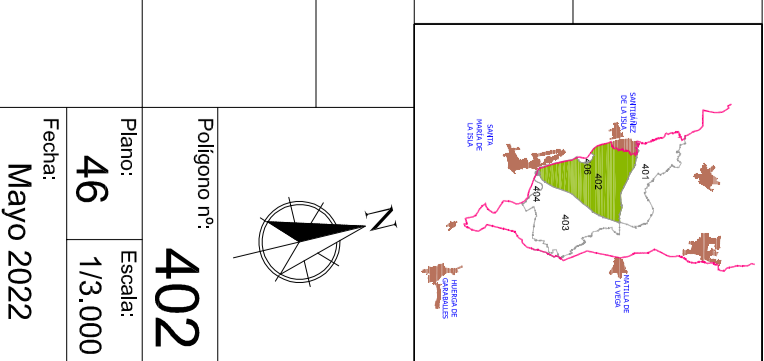 SANTIBÁÑEZ
DE LA ISLA
SANTA
MARÍA DE
LA ISLA
401
402
406
404
403
MATILLA DE
LA VEGA
HUERGA DE
GARABALLES
N
Polígono nº:
402
Plano:
46
Escala:
1/3.000
Fecha:
Mayo 2022